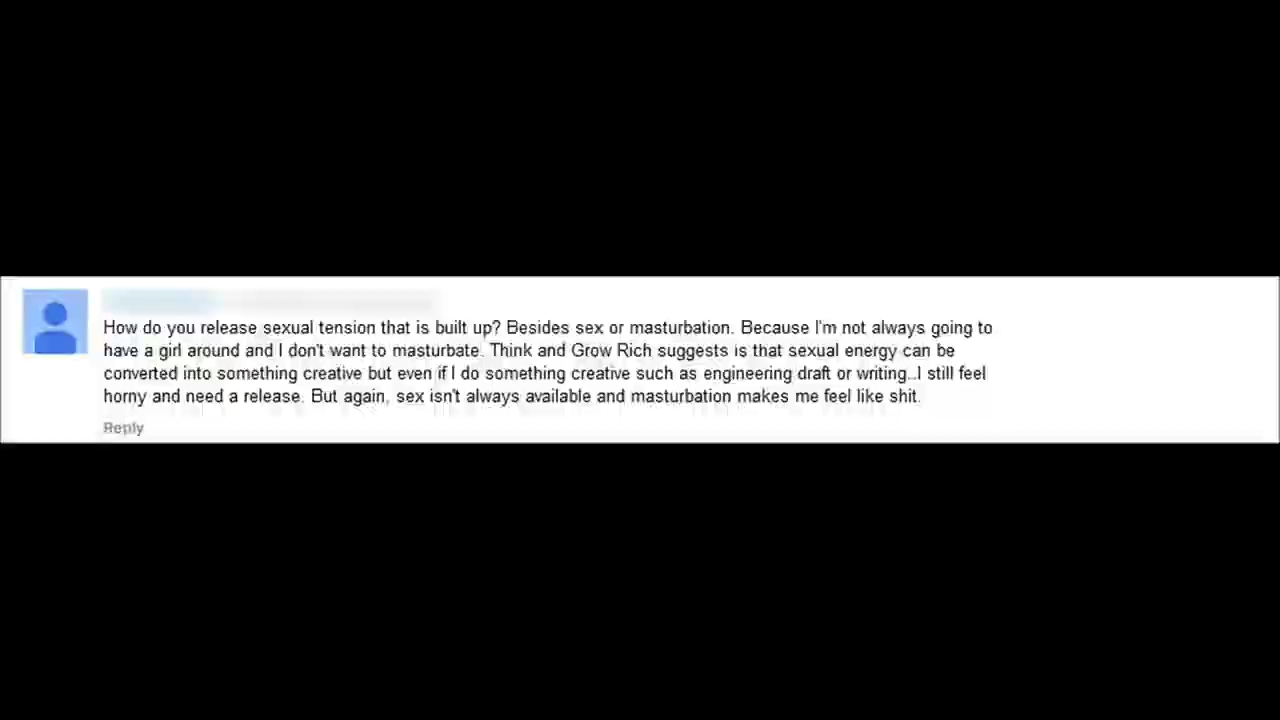 How do you release sexual tension that is built up? Besides sex or masturbation. Because I'm not always going to
have a girl around and I don't want to masturbate. Think and Grow Rich suggests is that sexual energy can be
converted into something creative but even if I do something creative such as engineering draft or writing..I still feel
horny and need a release. But again, sex isn't always available and masturbation makes me feel like shit.
Reply